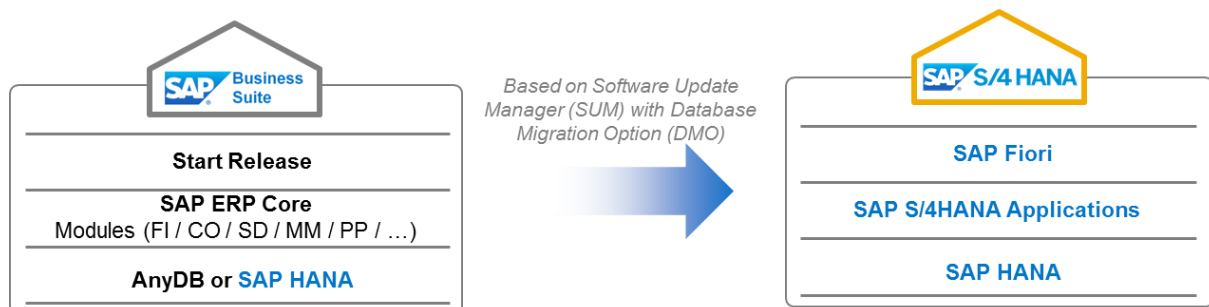 SAP Business
Suite
Start Release
SAP ERP Core
Modules (FI / CO / SD / MM / PP / …)
AnyDB or SAP HANA
Based on Software Update
Manager (SUM) with Database
Migration Option (DMO)
SAP S/4HANA
SAP Fiori
SAP S/4HANA Applications
SAP HANA